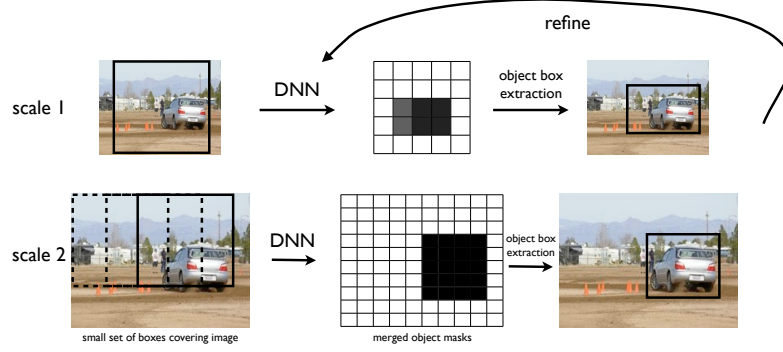 refine
scale 1
DNN
object box
extraction
scale 2
DNN
object box
extraction
small set of boxes covering image
merged object masks